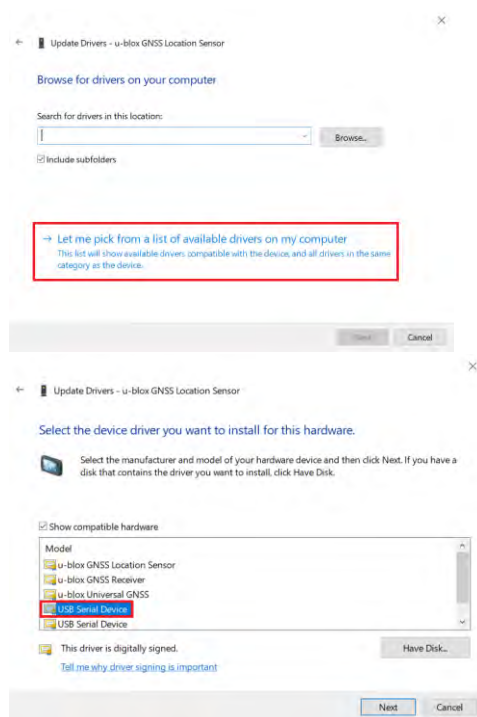 Update Drivers - u-blox GNSS Location Sensor
Browse for drivers on your computer
Search for drivers in this location:
Browse...
Include subfolders
→ Let me pick from a list of available drivers on my computer
This list will show available drivers compatible with the device, and all drivers in the same
category as the device.
Next Cancel
Update Drivers - u-blox GNSS Location Sensor
Select the device driver you want to install for this hardware.
Select the manufacturer and model of your hardware device and then click Next. If you have a
disk that contains the driver you want to install, click Have Disk.
Show compatible hardware
Model
u-blox GNSS Location Sensor
u-blox GNSS Receiver
u-blox Universal GNSS
USB Serial Device
USB Serial Device
This driver is digitally signed.
Have Disk...
Tell me why driver signing is important
Next Cancel